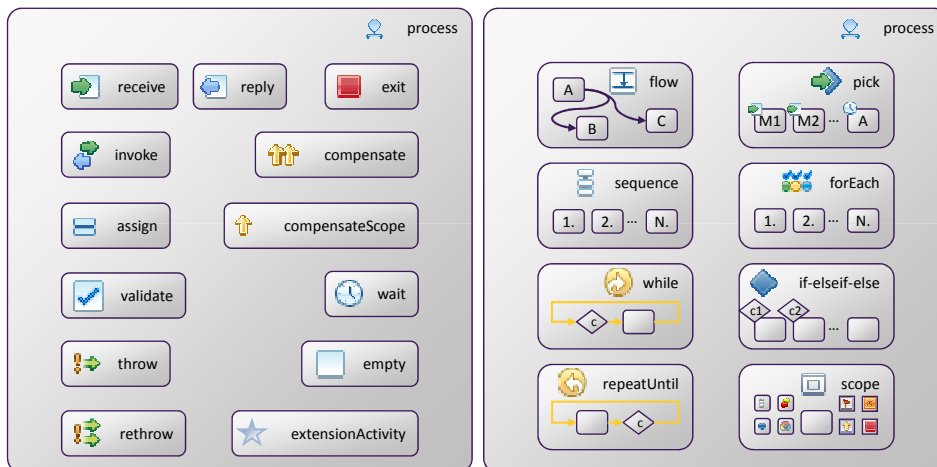 process
receive
reply
exit
invoke
compensate
assign
compensateScope
validate
wait
throw
empty
rethrow
extensionActivity
process
flow
A
B
C
pick
M1 M2 ... A
sequence
1. 2. ... N.
forEach
1. 2. ... N.
while
c
if-elseif-else
c1 c2
...
repeatUntil
c
scope